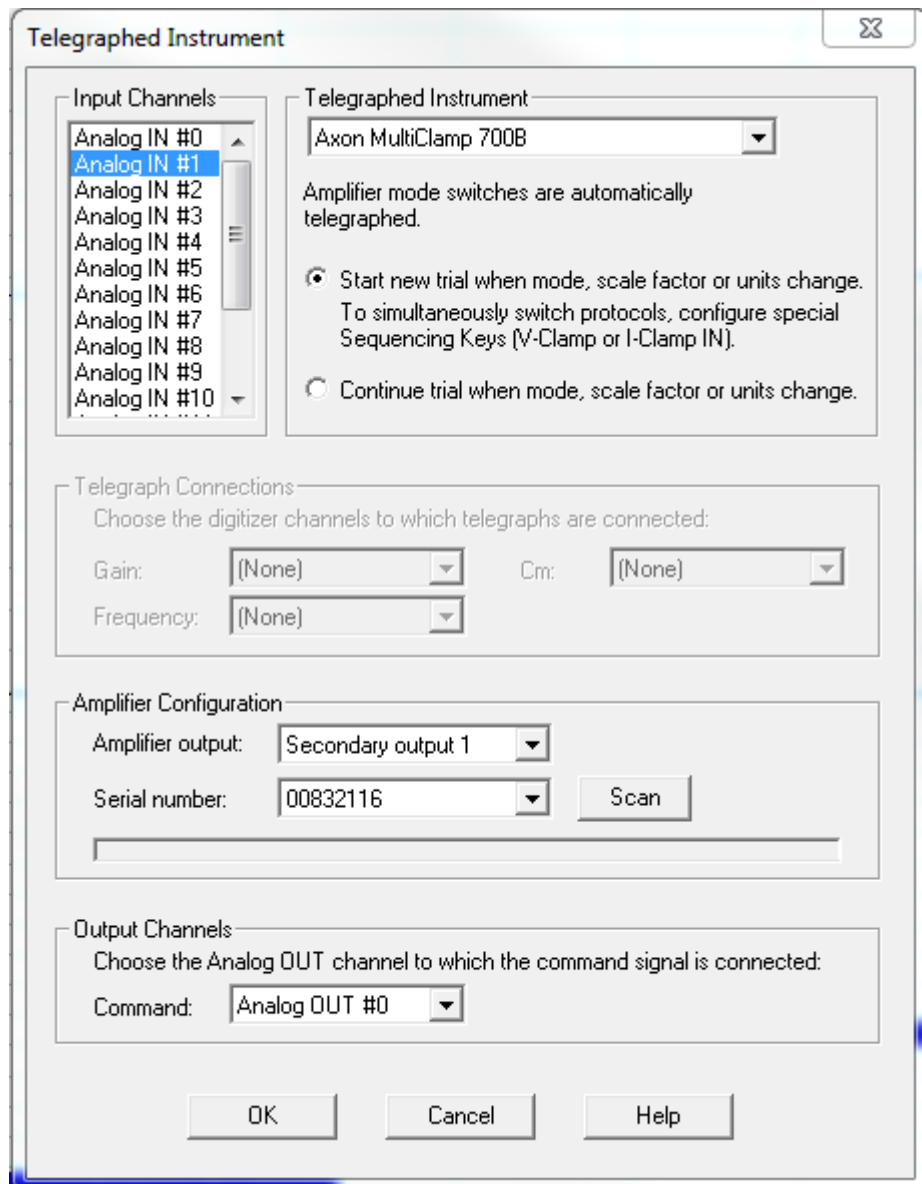 Telegraphed Instrument
Input Channels
Analog IN #0
Analog IN #1
Analog IN #2
Analog IN #3
Analog IN #4
Analog IN #5
Analog IN #6
Analog IN #7
Analog IN #8
Analog IN #9
Analog IN #10
Telegraphed Instrument
Axon MultiClamp 700B
Amplifier mode switches are automatically
telegraphed.
Start new trial when mode, scale factor or units change.
To simultaneously switch protocols, configure special
Sequencing Keys (V-Clamp or I-Clamp IN).
Continue trial when mode, scale factor or units change.
Telegraph Connections
Choose the digitizer channels to which telegraphs are connected:
Gain: (None) Cm: (None)
Frequency: (None)
Amplifier Configuration
Amplifier output: Secondary output 1
Serial number: 00832116 Scan
Output Channels
Choose the Analog OUT channel to which the command signal is connected:
Command: Analog OUT #0
OK Cancel Help